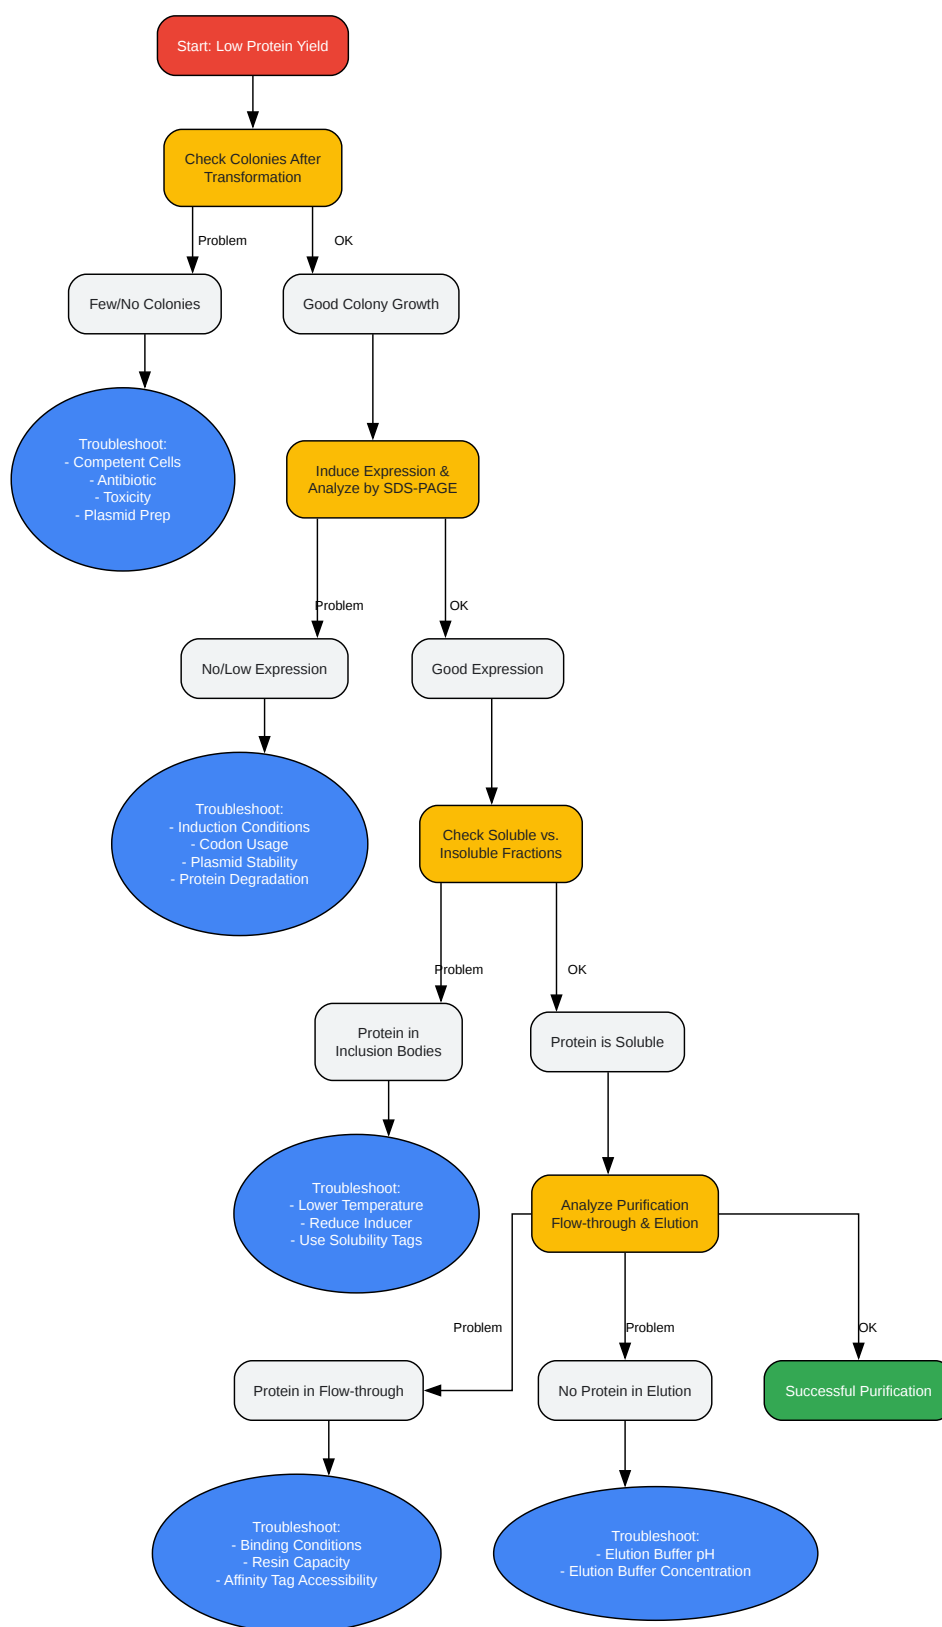 Start: Low Protein Yield
Check Colonies After
Transformation
Problem
OK
Few/No Colonies
Good Colony Growth
Troubleshoot:
- Competent Cells
- Antibiotic
- Toxicity
- Plasmid Prep
Induce Expression &
Analyze by SDS-PAGE
Problem
OK
No/Low Expression
Good Expression
Troubleshoot:
- Induction Conditions
- Codon Usage
- Plasmid Stability
- Protein Degradation
Check Soluble vs.
Insoluble Fractions
Problem
OK
Protein in
Inclusion Bodies
Protein is Soluble
Troubleshoot:
- Lower Temperature
- Reduce Inducer
- Use Solubility Tags
Analyze Purification
Flow-through & Elution
Problem
Problem
OK
Protein in Flow-through
No Protein in Elution
Successful Purification
Troubleshoot:
- Binding Conditions
- Resin Capacity
- Affinity Tag Accessibility
Troubleshoot:
- Elution Buffer pH
- Elution Buffer Concentration